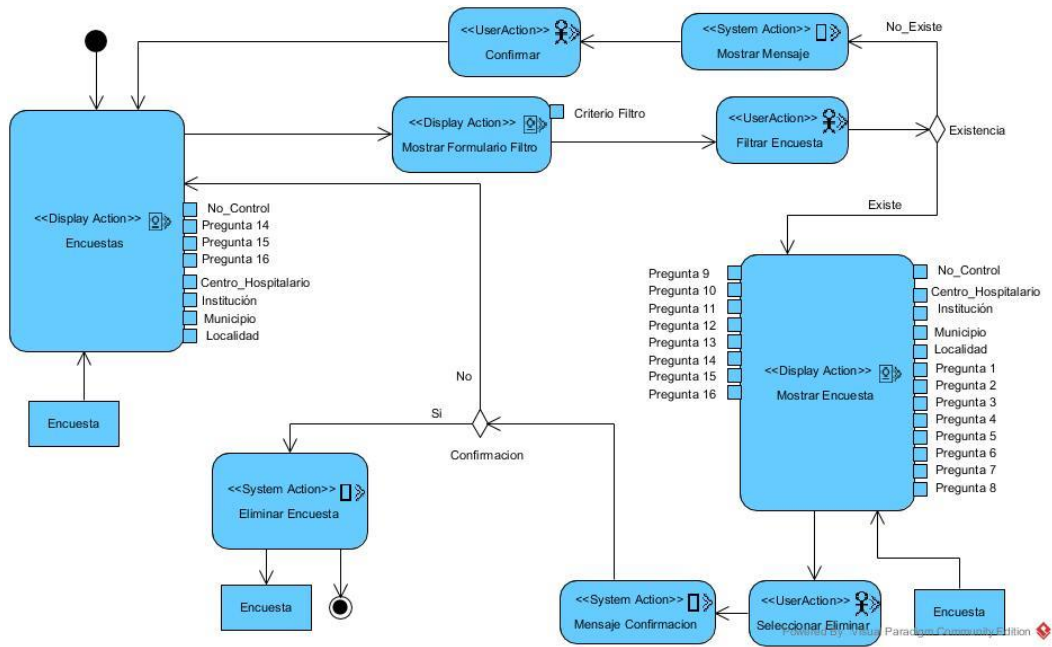 <<UserAction>>
Confirmar
<<System Action>>
Mostrar Mensaje
No_Existe
<<Display Action>>
Mostrar Formulario Filtro
Criterio Filtro
<<UserAction>>
Filtrar Encuesta
Existencia
<<Display Action>>
Encuestas
No_Control
Pregunta 14
Pregunta 15
Pregunta 16
Centro_Hospitalario
Institución
Municipio
Localidad
Existe
Pregunta 9
Pregunta 10
Pregunta 11
Pregunta 12
Pregunta 13
Pregunta 14
Pregunta 15
Pregunta 16
<<Display Action>>
Mostrar Encuesta
No_Control
Centro_Hospitalario
Institución
Municipio
Localidad
Pregunta 1
Pregunta 2
Pregunta 3
Pregunta 4
Pregunta 5
Pregunta 6
Pregunta 7
Pregunta 8
Encuesta
No
Si
Confirmacion
<<System Action>>
Eliminar Encuesta
Encuesta
<<System Action>>
Mensaje Confirmacion
<<UserAction>>
Seleccionar Eliminar
Encuesta
Powered By Visual Paradigm Community Edition